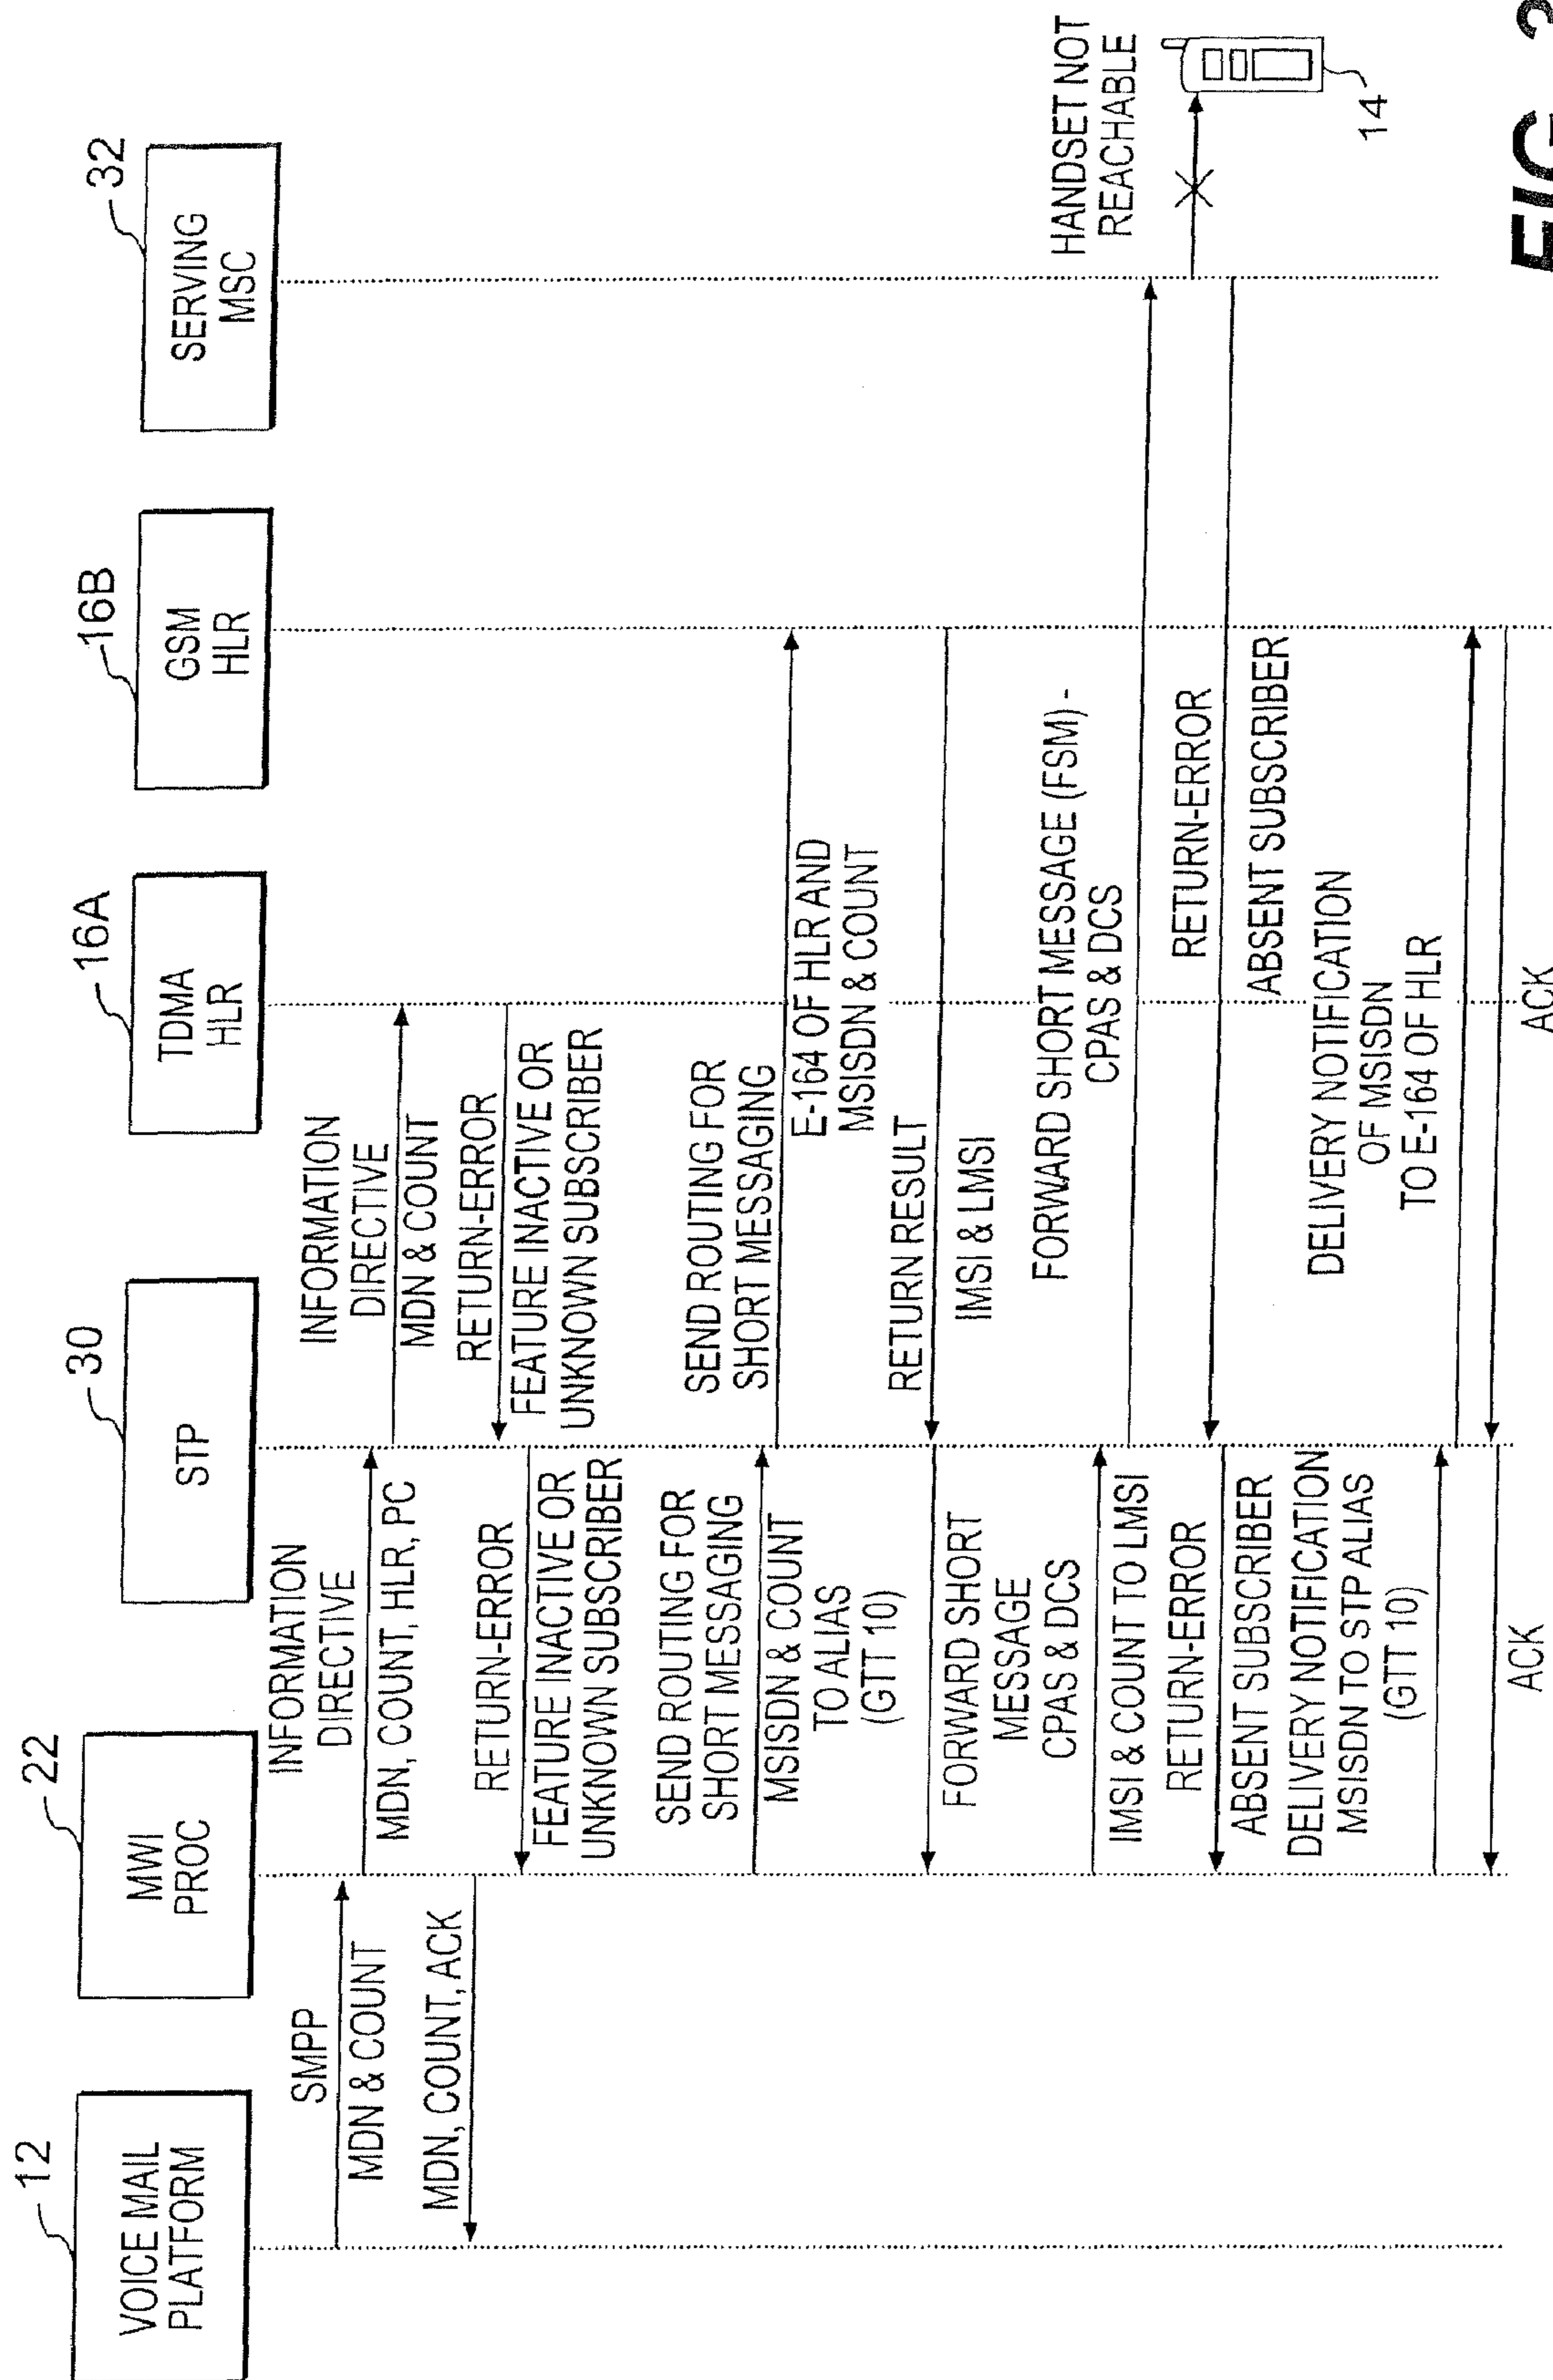 12
VOICE MAIL
PLATFORM
22
MWI
PROC
30
STP
16A
TDMA
HLR
16B
GSM
HLR
32
SERVING
MSC
SMPP
MDN & COUNT
MDN, COUNT, ACK
INFORMATION
DIRECTIVE
MDN, COUNT, HLR, PC
RETURN-ERROR
FEATURE INACTIVE OR
UNKNOWN SUBSCRIBER
SEND ROUTING FOR
SHORT MESSAGING
MSISDN & COUNT
TO ALIAS
(GTT 10)
FORWARD SHORT
MESSAGE
CPAS & DCS
IMSI & COUNT TO LMSI
RETURN-ERROR
ABSENT SUBSCRIBER
DELIVERY NOTIFICATION
MSISDN TO STP ALIAS
(GTT 10)
ACK
INFORMATION
DIRECTIVE
MDN & COUNT
RETURN-ERROR
FEATURE INACTIVE OR
UNKNOWN SUBSCRIBER
SEND ROUTING FOR
SHORT MESSAGING
E-164 OF HLR AND
MSISDN & COUNT
RETURN RESULT
IMSI & LMSI
FORWARD SHORT MESSAGE (FSM) -
CPAS & DCS
RETURN-ERROR
ABSENT SUBSCRIBER
DELIVERY NOTIFICATION
OF MSISDN
TO E-164 OF HLR
ACK
HANDSET NOT
REACHABLE
14
FIG.